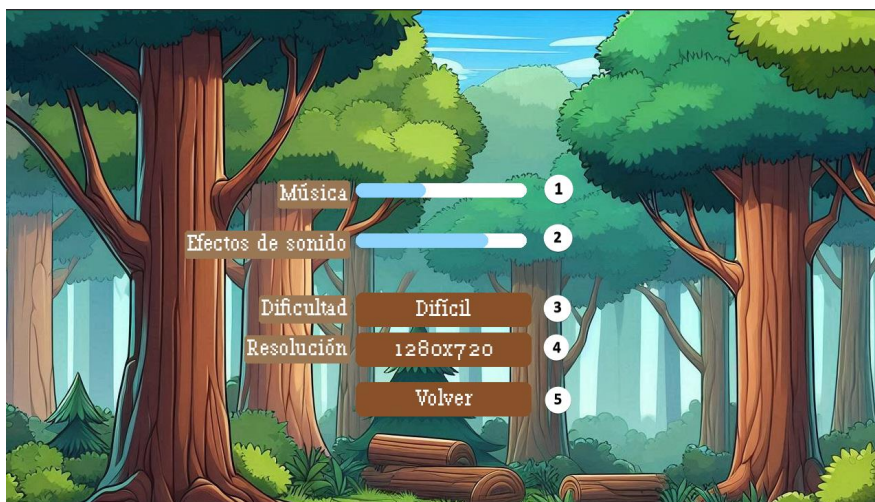 Música 1
Efectos de sonido 2
Dificultad Difícil 3
Resolución 1280x720 4
Volver 5